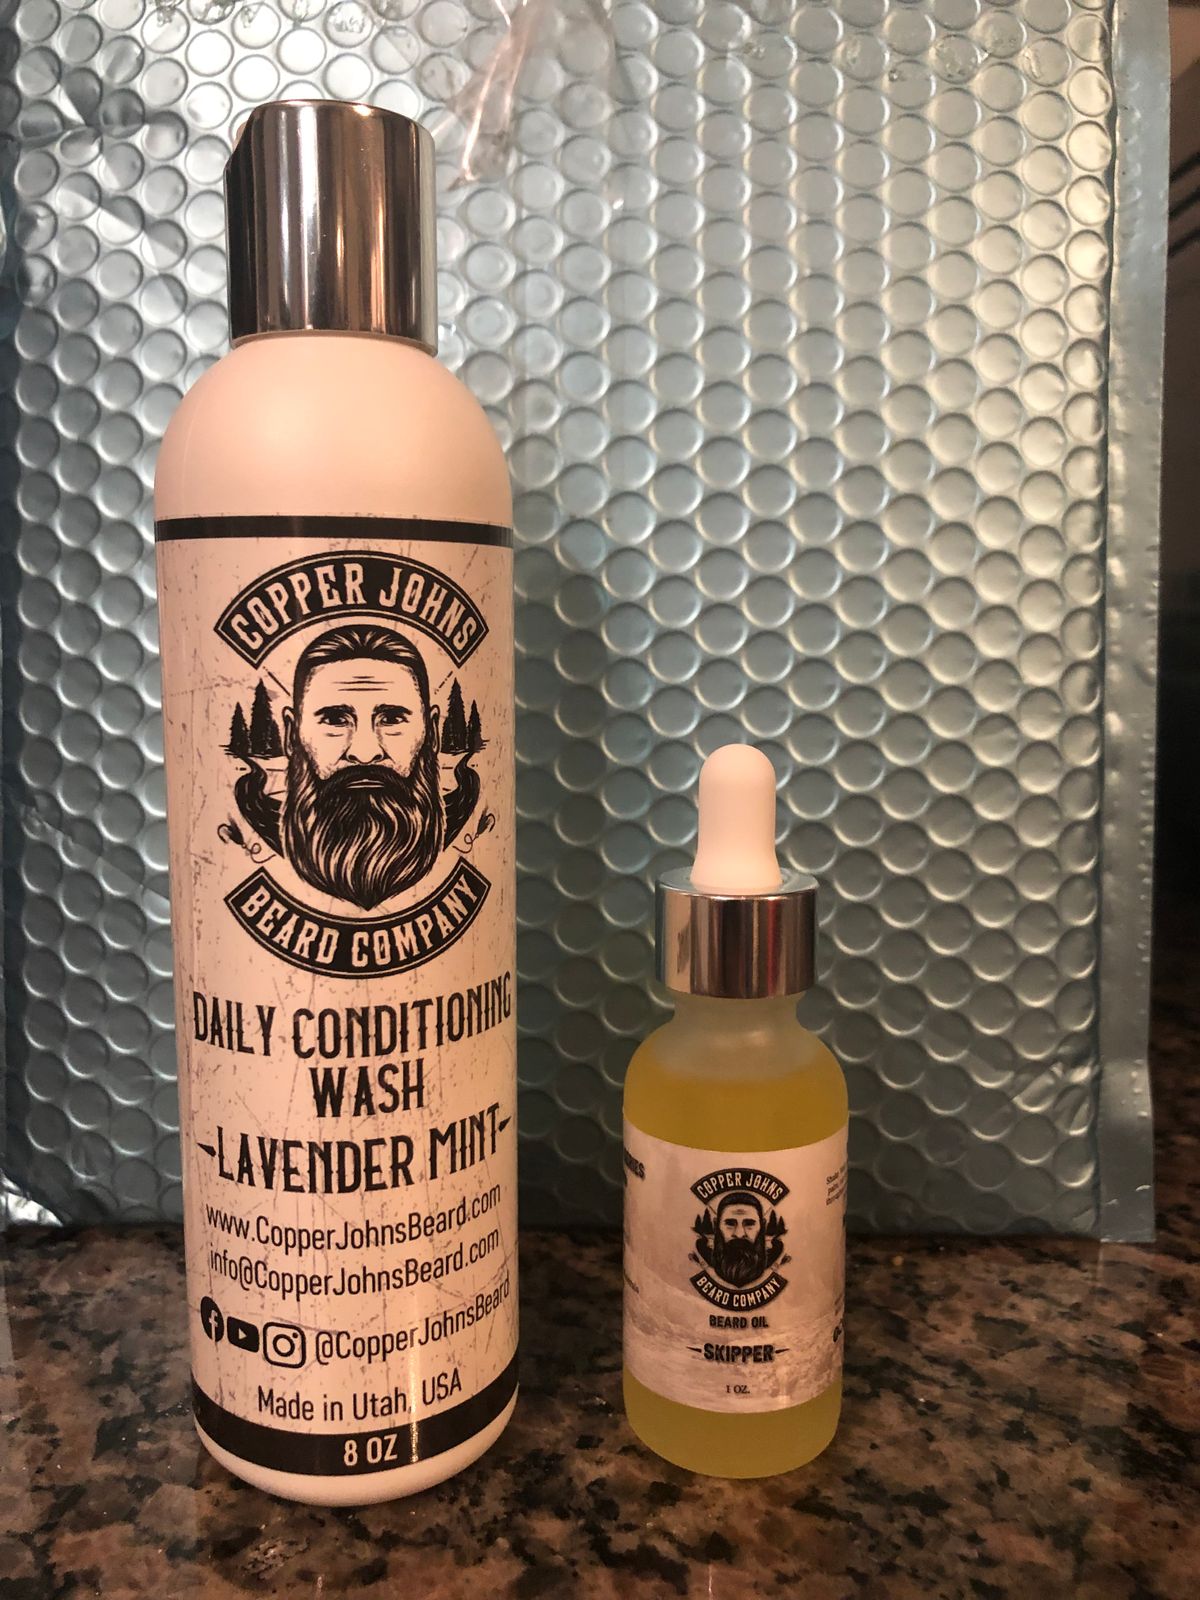 COPPER JOHNS
BEARD COMPANY
DAILY CONDITIONING
WASH
-LAVENDER MINT-
www.CopperJohnsBeard.com
info@CopperJohnsBeard.com
@CopperJohnsBeard
Made in Utah, USA
8 OZ
COPPER JOHNS
BEARD COMPANY
BEARD OIL
-SKIPPER-
1 OZ.